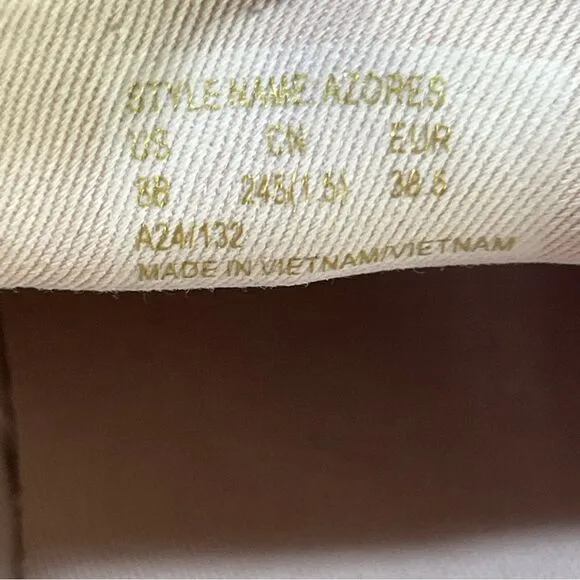 STYLE NAME: AZORES
US CN EUR
8B 245(1.5) 38.5
A24/132
MADE IN VIETNAM/VIETNAM